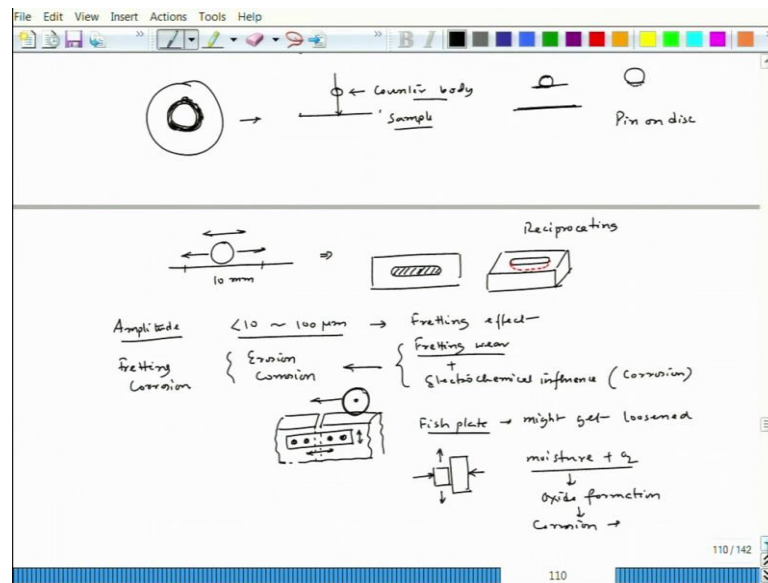 File Edit View Insert Actions Tools Help
B I
Counter body
Sample
Pin on disc
10 mm
Reciprocating
Amplitude <10 ~ 100 μm → Fretting effect
Fretting Corrosion
Erosion Corrosion
Fretting wear
+
Electrochemical influence (Corrosion)
Fish plate → might get loosened
moisture + O2
↓
oxide formation
↓
Corrosion →
110 / 142
110